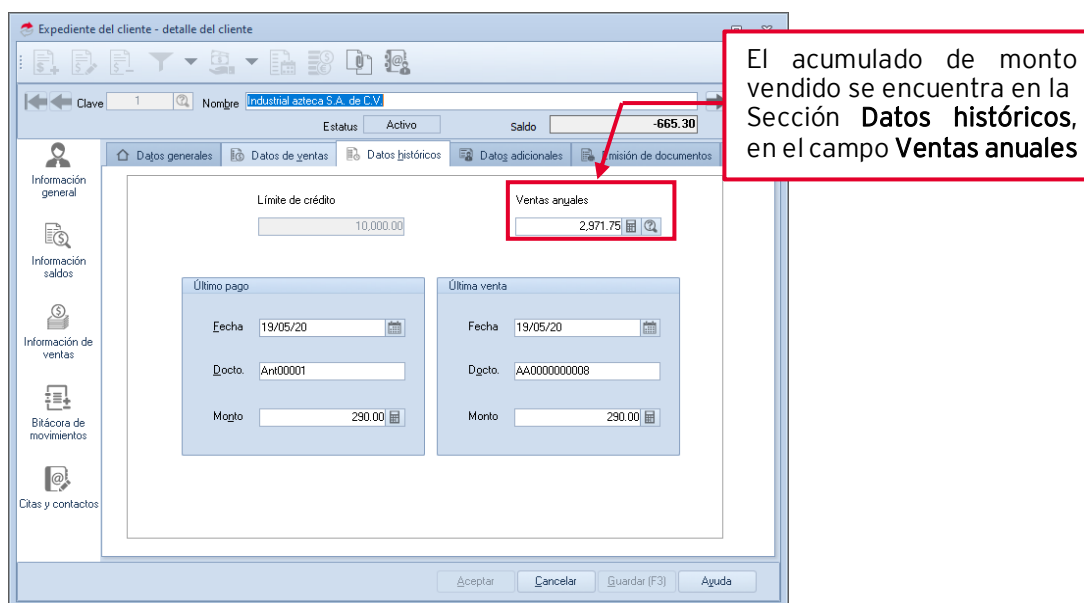 Expediente del cliente - detalle del cliente
El acumulado de monto
vendido se encuentra en la
Sección Datos históricos,
en el campo Ventas anuales
Clave 1 Nombre Industrial azteca S.A. de C.V.
Estatus Activo Saldo -665.30
Información
general
Información
saldos
Información de
ventas
Bitácora de
movimientos
Citas y contactos
Datos generales Datos de ventas Datos históricos Datos adicionales Emisión de documentos
Límite de crédito Ventas anuales
10,000.00 2,971.75
Último pago Última venta
Fecha 19/05/20 Fecha 19/05/20
Docto. Ant00001 Docto. AA0000000008
Monto 290.00 Monto 290.00
Aceptar Cancelar Guardar (F3) Ayuda